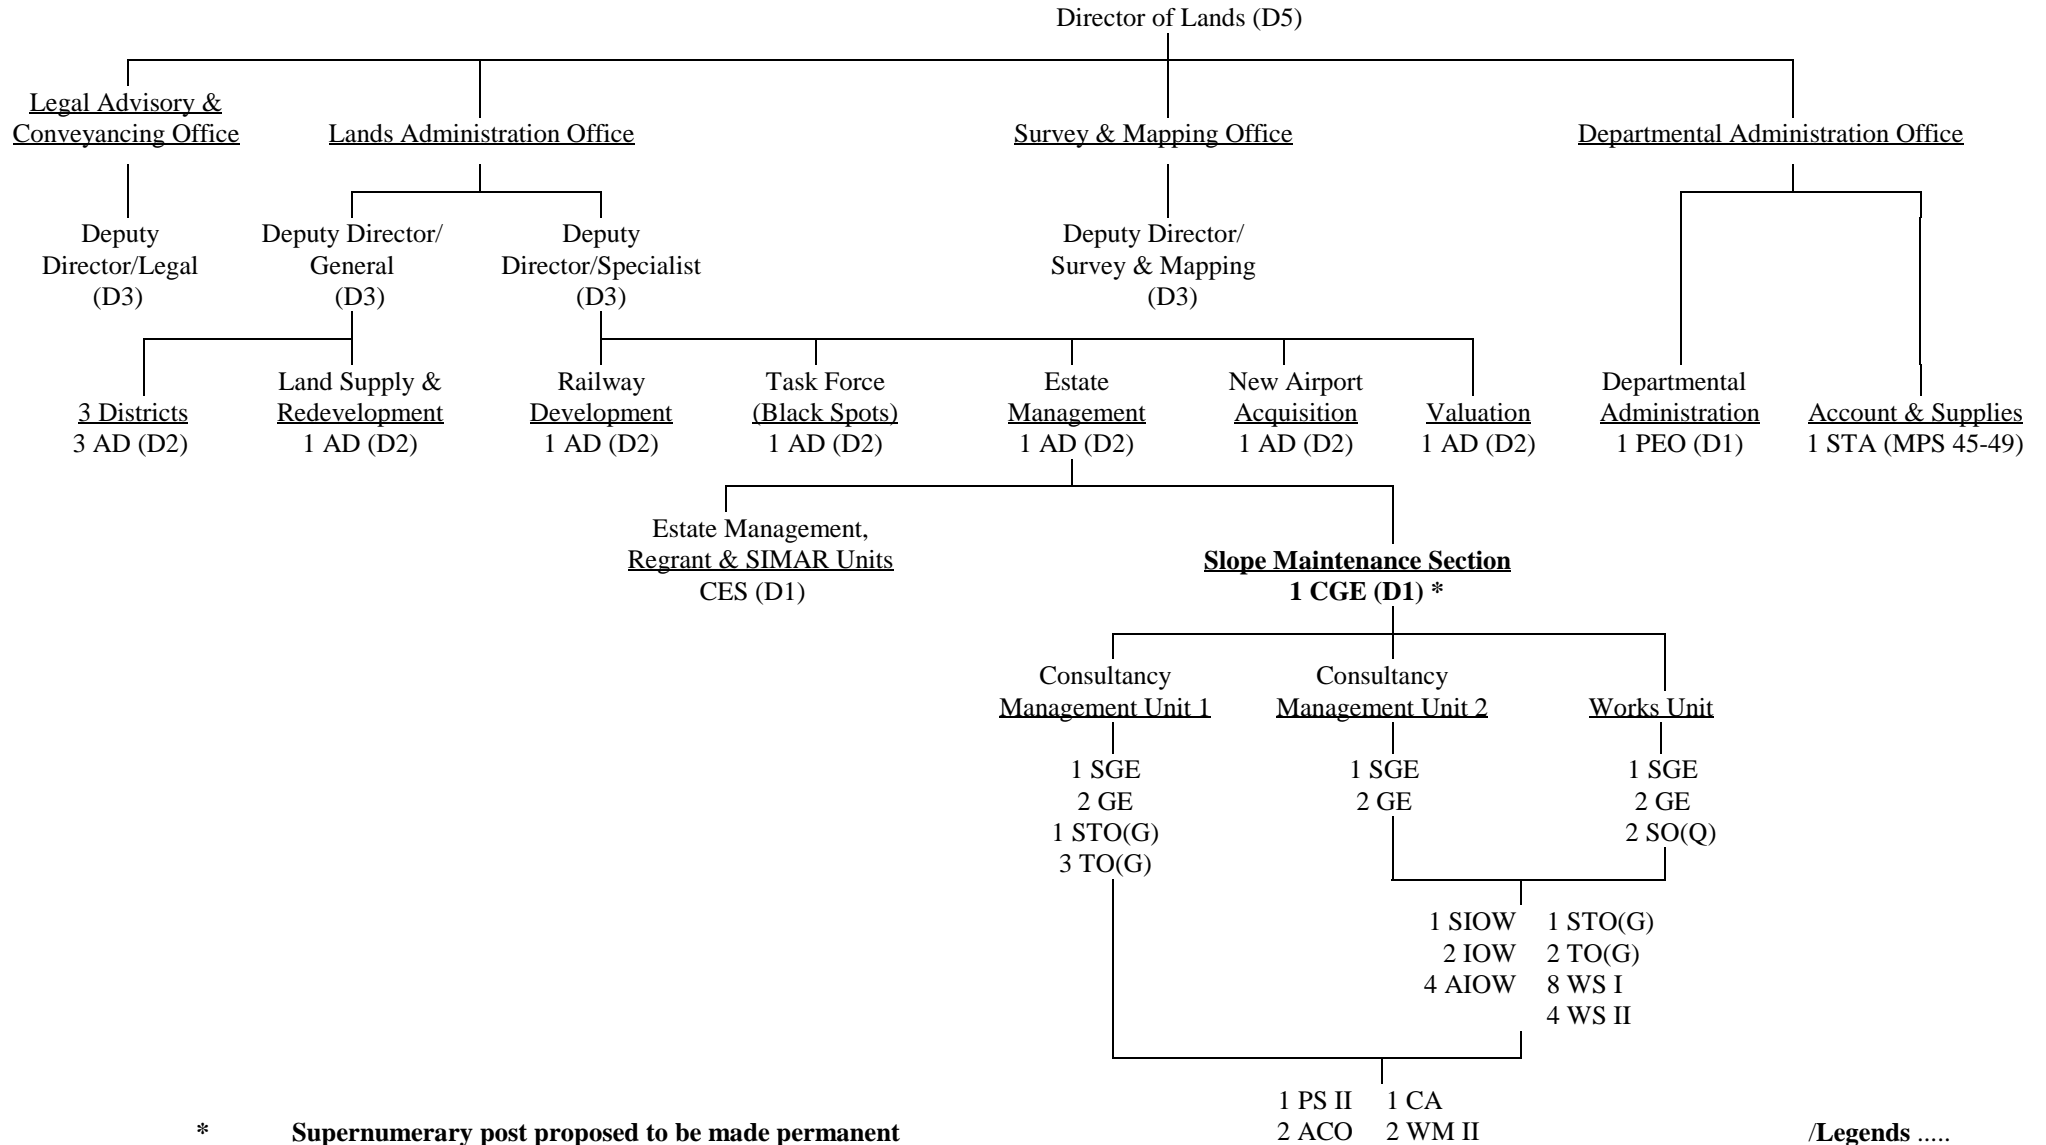 Director of Lands (D5)
Legal Advisory &
Conveyancing Office
Lands Administration Office
Survey & Mapping Office
Departmental Administration Office
Deputy
Director/Legal
(D3)
Deputy Director/
General
(D3)
Deputy
Director/Specialist
(D3)
Deputy Director/
Survey & Mapping
(D3)
3 Districts
3 AD (D2)
Land Supply &
Redevelopment
1 AD (D2)
Railway
Development
1 AD (D2)
Task Force
(Black Spots)
1 AD (D2)
Estate
Management
1 AD (D2)
New Airport
Acquisition
1 AD (D2)
Valuation
1 AD (D2)
Departmental
Administration
1 PEO (D1)
Account & Supplies
1 STA (MPS 45-49)
Estate Management,
Regrant & SIMAR Units
CES (D1)
Slope Maintenance Section
1 CGE (D1) *
Consultancy
Management Unit 1
1 SGE
2 GE
1 STO(G)
3 TO(G)
Consultancy
Management Unit 2
1 SGE
2 GE
Works Unit
1 SGE
2 GE
2 SO(Q)
1 SIOW
2 IOW
4 AIOW
1 STO(G)
2 TO(G)
8 WS I
4 WS II
1 PS II
2 ACO
1 CA
2 WM II
* Supernumerary post proposed to be made permanent
/Legends .....